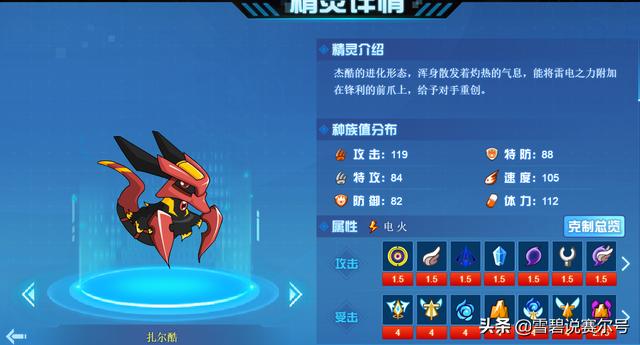 精灵详情
精灵介绍
杰酷的进化形态，浑身散发着灼热的气息，能将雷电之力附加
在锋利的前爪上，给予对手重创。
种族值分布
攻击：119 特防：88
特攻：84 速度：105
防御：82 体力：112
属性 电火 克制总览
攻击
1.5 1.5 1.5 1.5 1.5 1.5 1.5
受击
4 4 4
扎尔酷
头条 @雪碧说赛尔号